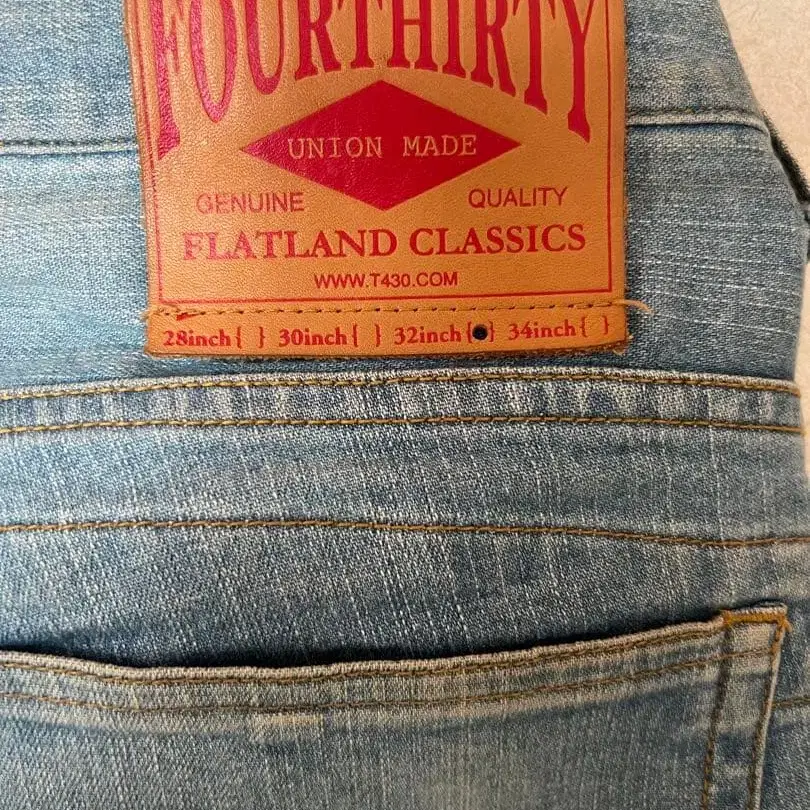 FOURTHIRTY
UNION MADE
GENUINE QUALITY
FLATLAND CLASSICS
WWW.T430.COM
28inch{ } 30inch{ } 32inch{●} 34inch{ }